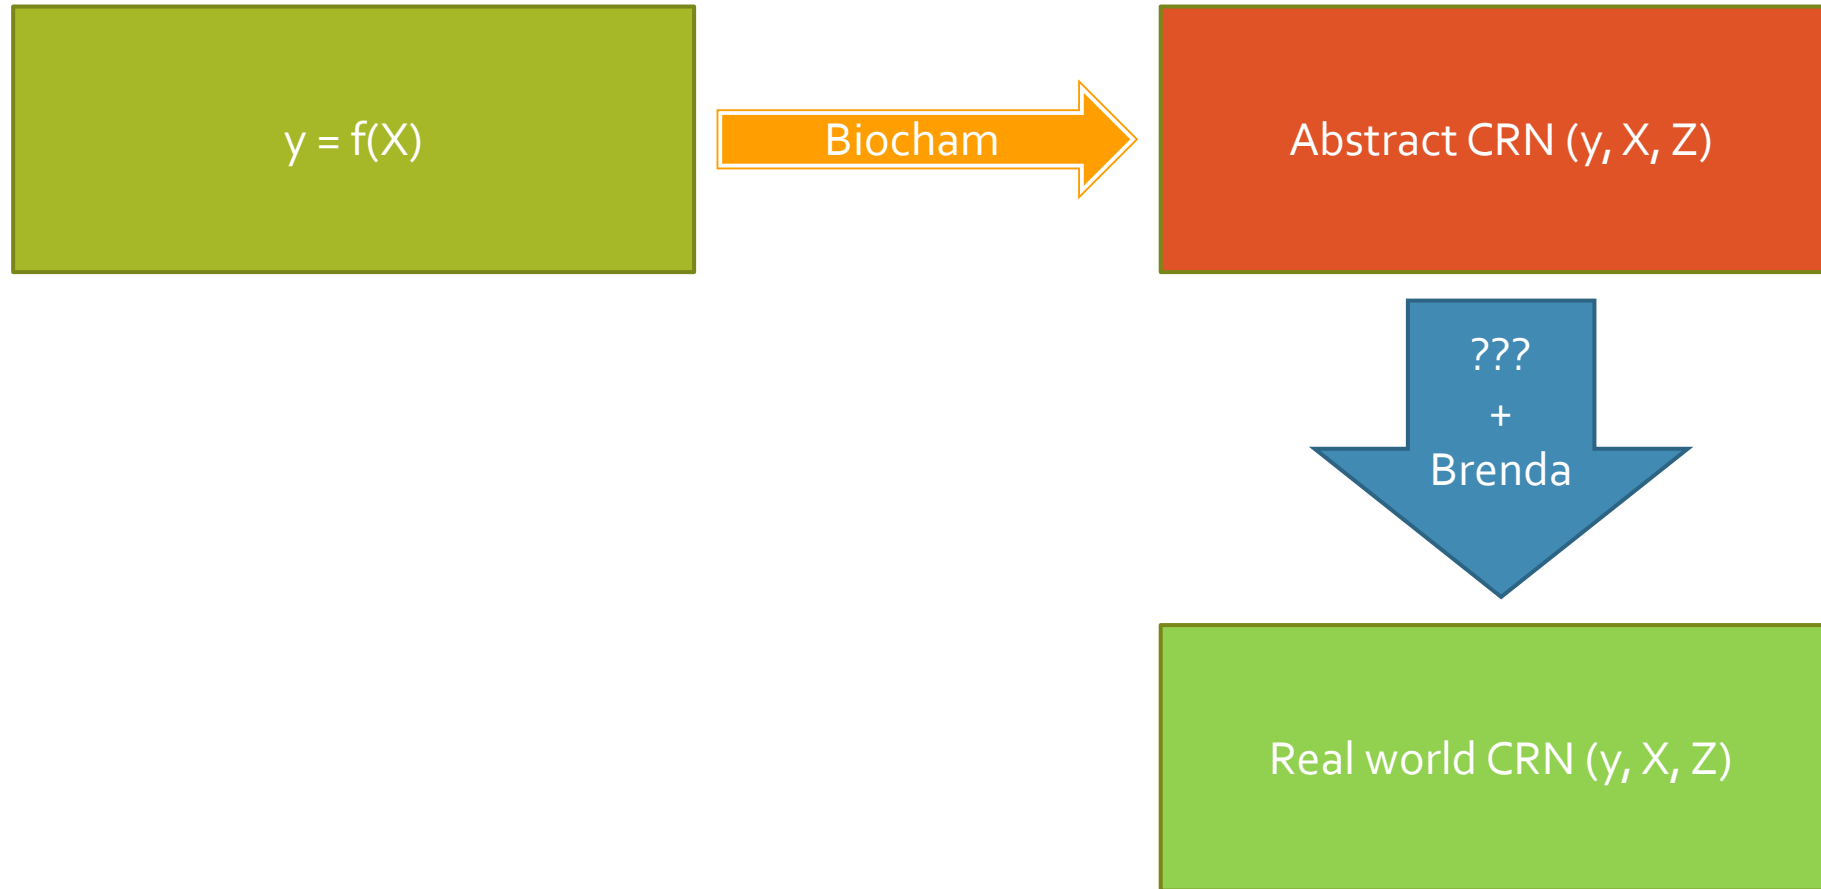 y = f(X)
Biocham
Abstract CRN (y, X, Z)
???
+
Brenda
Real world CRN (y, X, Z)